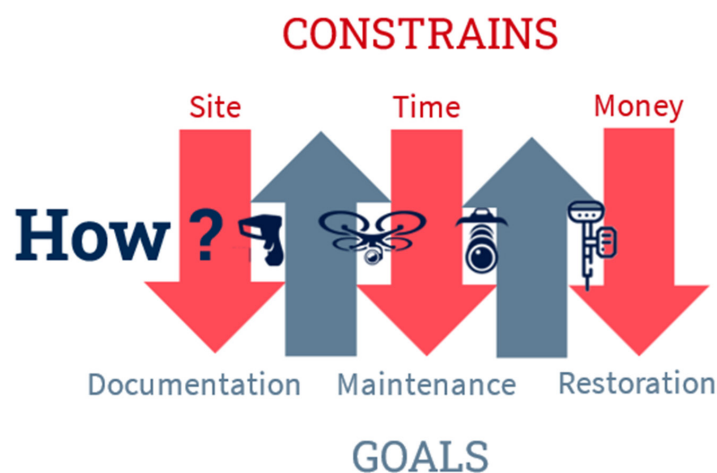 CONSTRAINS
Site Time Money
How ?
Documentation Maintenance Restoration
GOALS